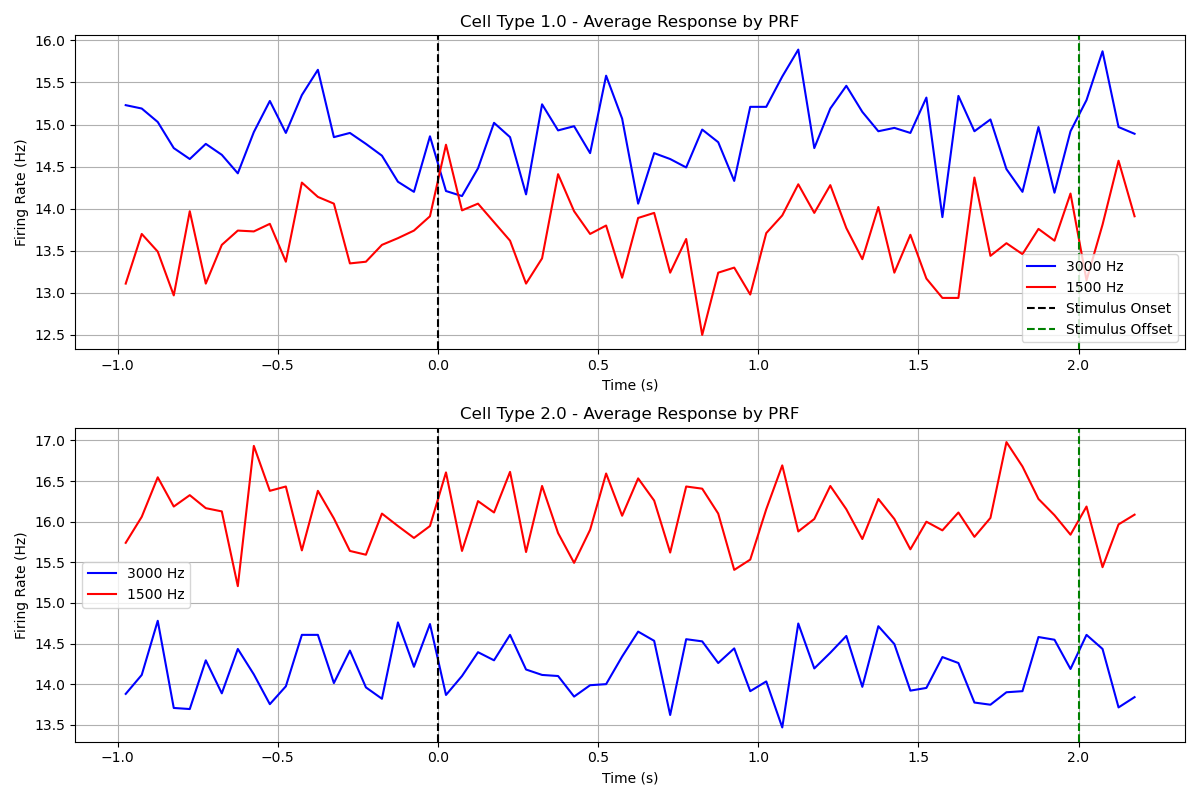 Cell Type 1.0 - Average Response by PRF
16.0
15.5
15.0
14.5
14.0
13.5
13.0
12.5
Firing Rate (Hz)
3000 Hz
1500 Hz
Stimulus Onset
Stimulus Offset
−1.0 −0.5 0.0 0.5 1.0 1.5 2.0
Time (s)
Cell Type 2.0 - Average Response by PRF
17.0
16.5
16.0
15.5
15.0
14.5
14.0
13.5
Firing Rate (Hz)
3000 Hz
1500 Hz
−1.0 −0.5 0.0 0.5 1.0 1.5 2.0
Time (s)